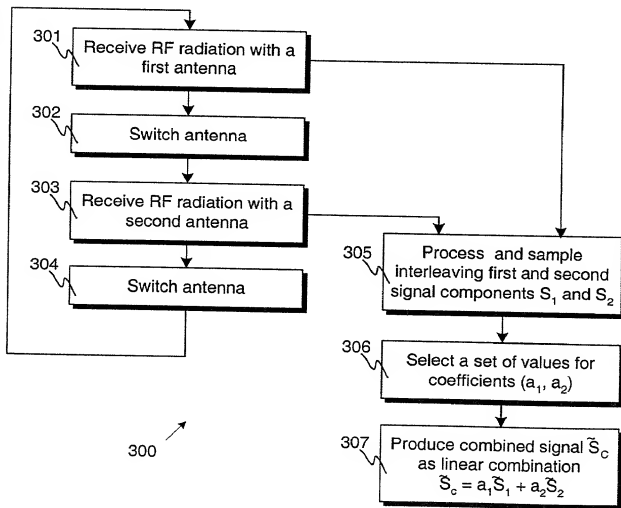 301
Receive RF radiation with a
first antenna
302
Switch antenna
303
Receive RF radiation with a
second antenna
304
Switch antenna
305
Process and sample
interleaving first and second
signal components S₁ and S₂
306
Select a set of values for
coefficients (a₁, a₂)
307
Produce combined signal S̃_C
as linear combination
S̃_c = a₁S̃₁ + a₂S̃₂
300